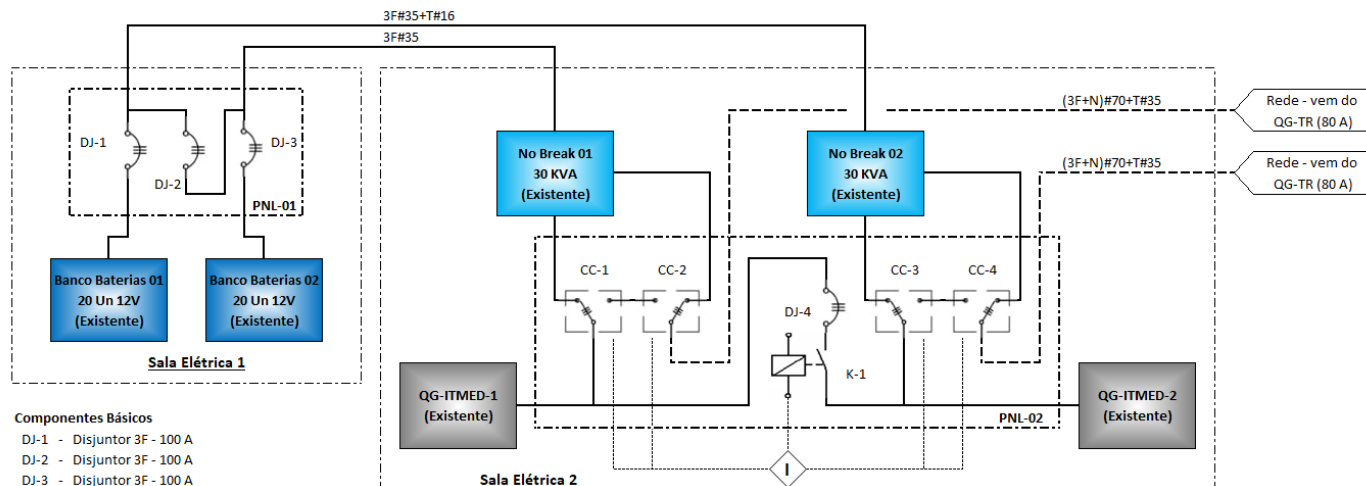 3F#35+T#16
3F#35
DJ-1
DJ-2
DJ-3
PNL-01
Banco Baterias 01
20 Un 12V
(Existente)
Banco Baterias 02
20 Un 12V
(Existente)
Sala Elétrica 1
Componentes Básicos
DJ-1 - Disjuntor 3F - 100 A
DJ-2 - Disjuntor 3F - 100 A
DJ-3 - Disjuntor 3F - 100 A
(3F+N)#70+T#35
Rede - vem do
QG-TR (80 A)
(3F+N)#70+T#35
Rede - vem do
QG-TR (80 A)
No Break 01
30 KVA
(Existente)
No Break 02
30 KVA
(Existente)
CC-1
CC-2
DJ-4
CC-3
CC-4
K-1
QG-ITMED-1
(Existente)
PNL-02
QG-ITMED-2
(Existente)
I
Sala Elétrica 2